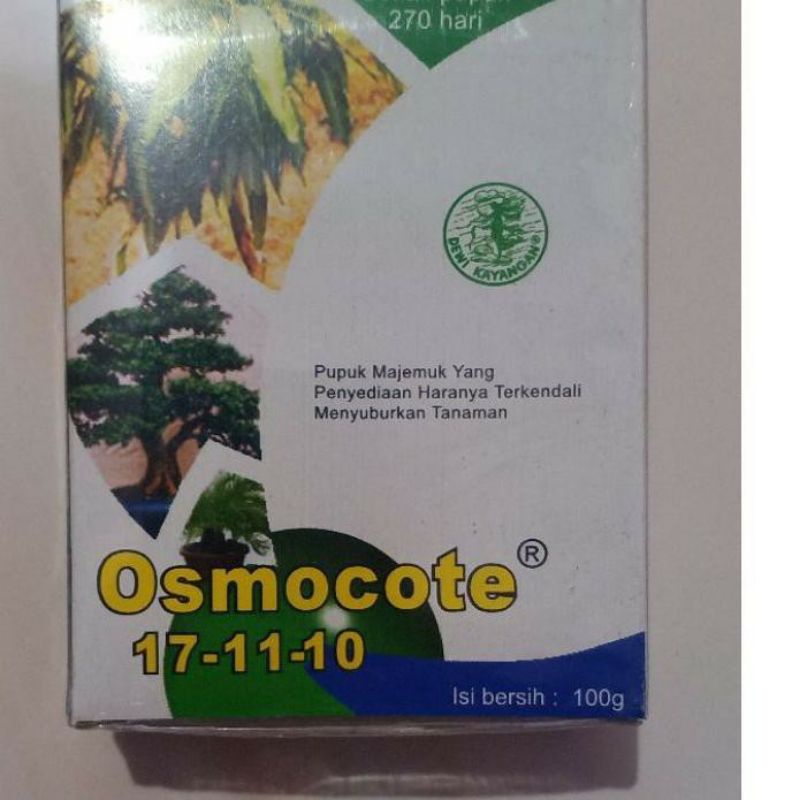 270 hari
DEWI KAYANGAN®
Pupuk Majemuk Yang
Penyediaan Haranya Terkendali
Menyuburkan Tanaman
Osmocote®
17-11-10
Isi bersih : 100g